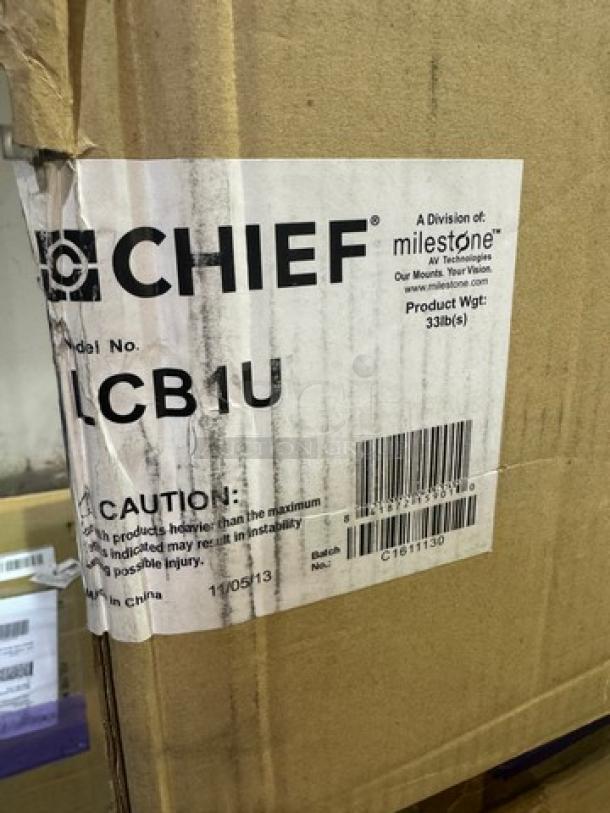 CHIEF®
A Division of:
milestone™
AV Technologies
Our Mounts. Your Vision.
www.milestone.com
Product Wgt:
33lb(s)
del No.
LCB1U
CAUTION:
products heavier than the maximum
indicated may result in instability
possible injury.
in China
11/05/13
Batch
No.:
C1611130